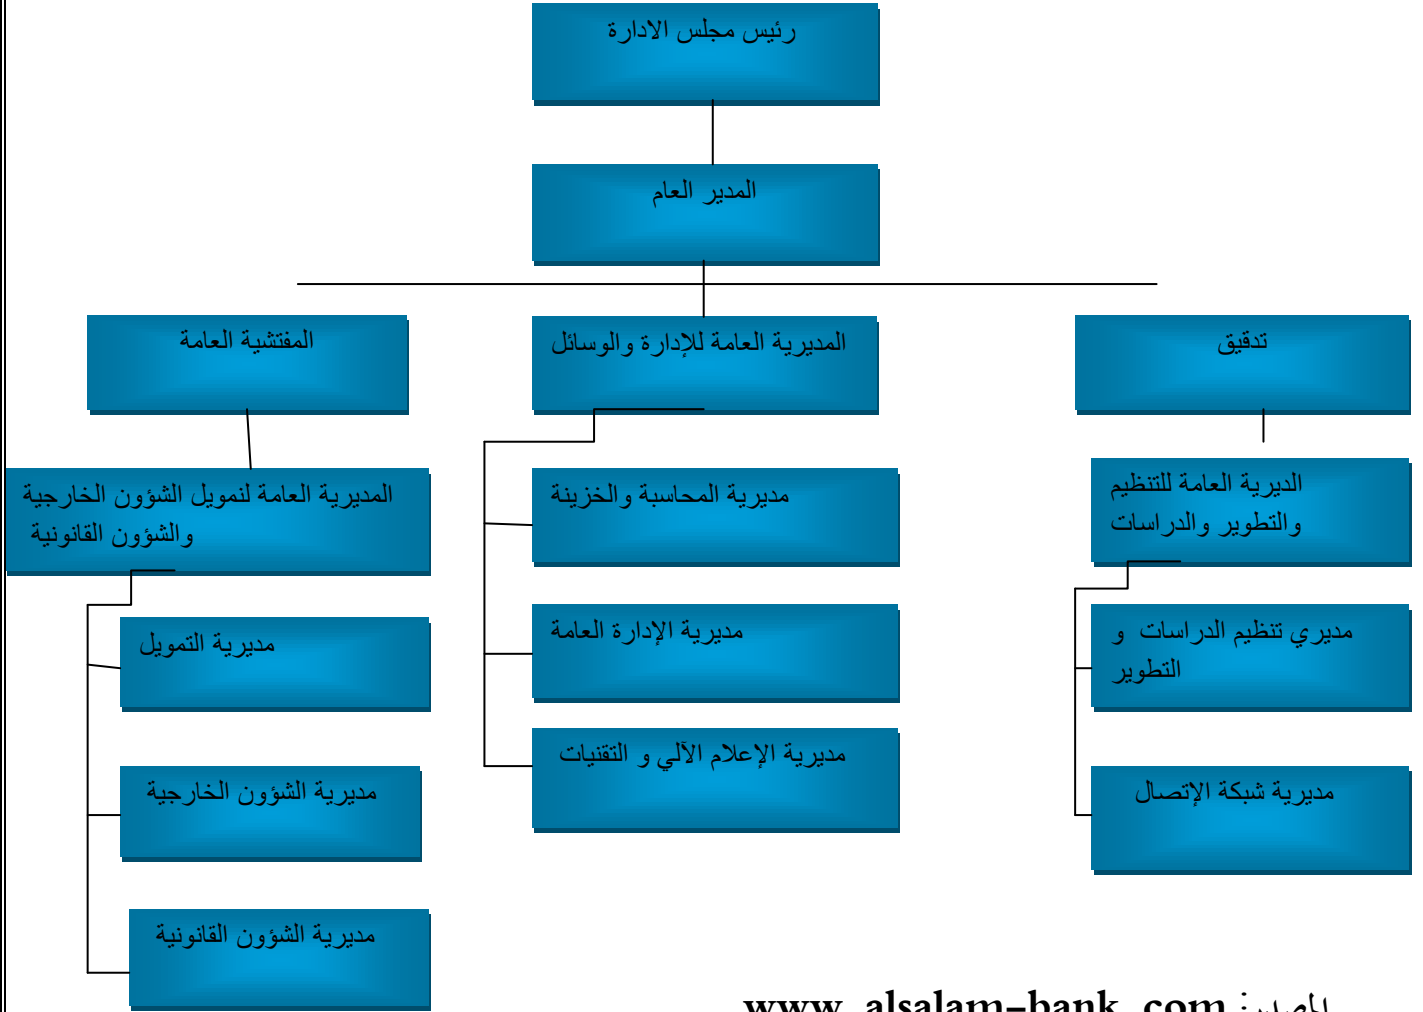 رئيس مجلس الادارة
المدير العام
تدقيق
المديرية العامة للإدارة والوسائل
المفتشية العامة
الديرية العامة للتنظيم
والتطوير والدراسات
مديري تنظيم الدراسات و
التطوير
مديرية شبكة الإتصال
مديرية المحاسبة والخزينة
مديرية الإدارة العامة
مديرية الإعلام الآلي و التقنيات
المديرية العامة لنمويل الشؤون الخارجية
والشؤون القانونية
مديرية التمويل
مديرية الشؤون الخارجية
مديرية الشؤون القانونية
المصدر: www. alsalam-bank. com